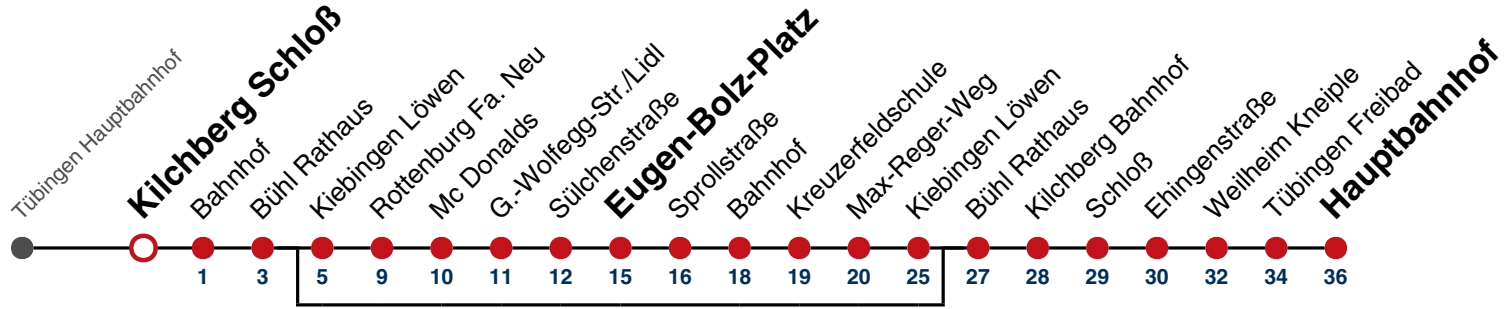 Tübingen Hauptbahnhof
Kilchberg Schloß
Bahnhof
Bühl Rathaus
Kiebingen Löwen
Rottenburg Fa. Neu
Mc Donalds
G.-Wolfegg-Str./Lidl
Sülchenstraße
Eugen-Bolz-Platz
Sprollstraße
Bahnhof
Kreuzerfeldschule
Max-Reger-Weg
Kiebingen Löwen
Bühl Rathaus
Kilchberg Bahnhof
Schloß
Ehingenstraße
Weilheim Kneiple
Tübingen Freibad
Hauptbahnhof
1 3 5 9 10 11 12 15 16 18 19 20 25 27 28 29 30 32 34 36